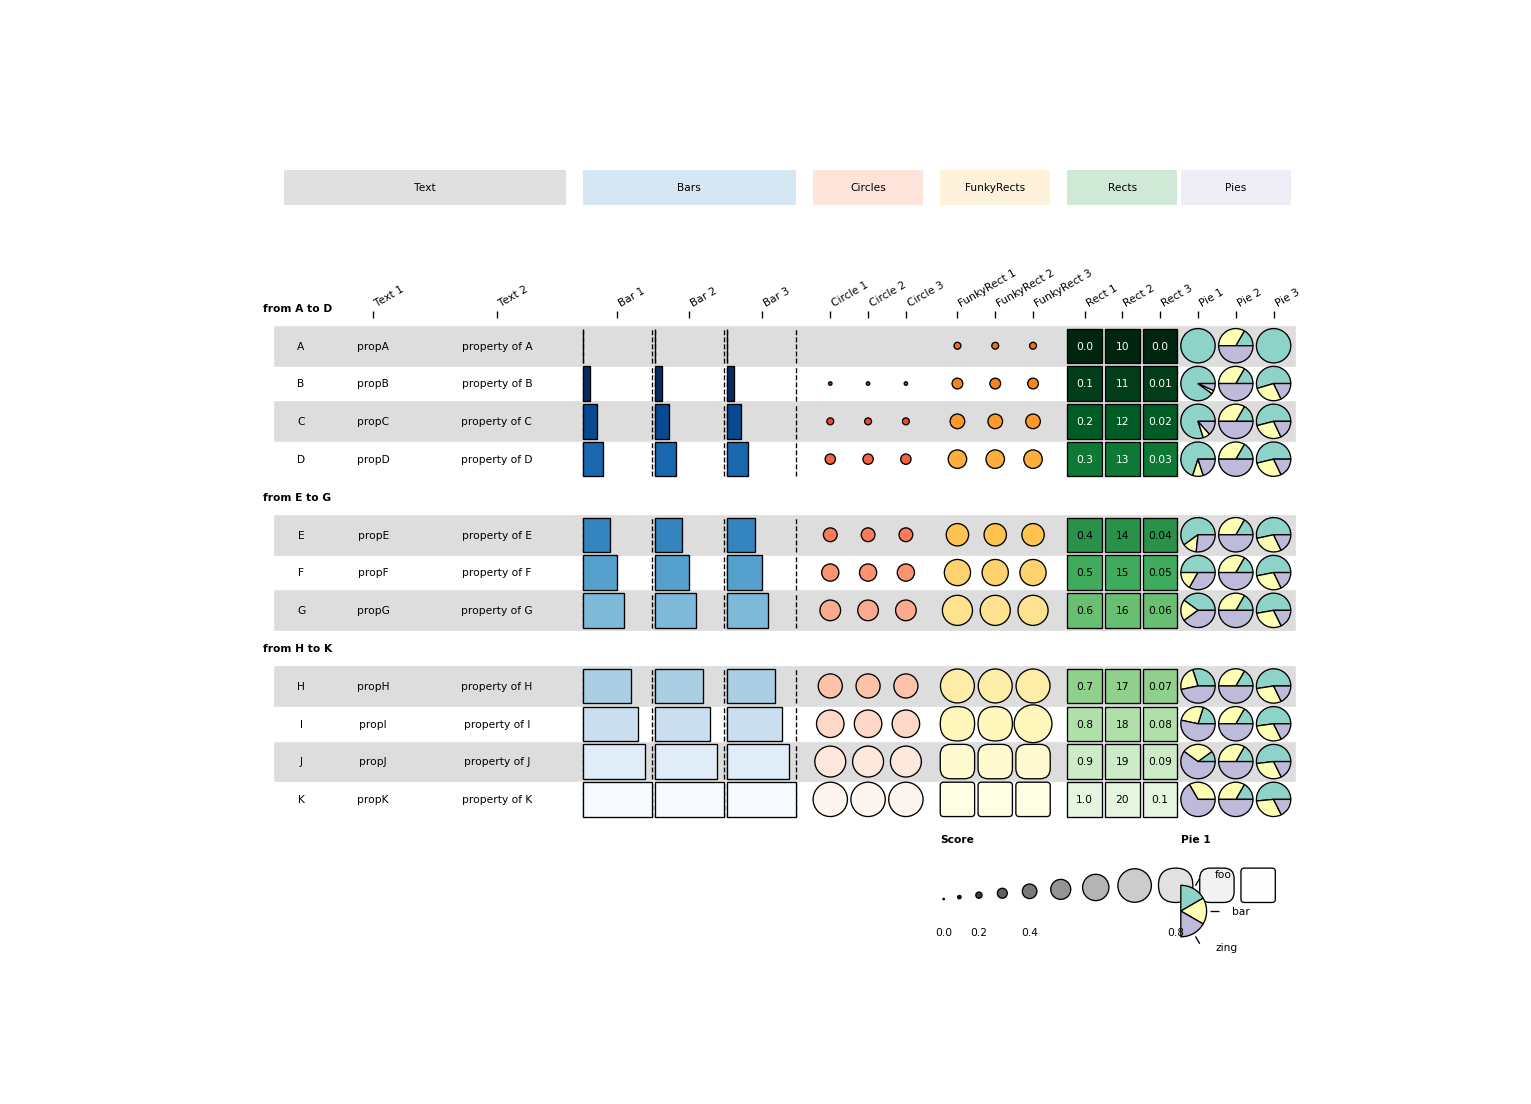 Text Bars Circles FunkyRects Rects Pies
Text 1 Text 2 Bar 1 Bar 2 Bar 3 Circle 1 Circle 2 Circle 3 FunkyRect 1 FunkyRect 2 FunkyRect 3 Rect 1 Rect 2 Rect 3 Pie 1 Pie 2 Pie 3
from A to D
A propA property of A 0.0 10 0.0
B propB property of B 0.1 11 0.01
C propC property of C 0.2 12 0.02
D propD property of D 0.3 13 0.03
from E to G
E propE property of E 0.4 14 0.04
F propF property of F 0.5 15 0.05
G propG property of G 0.6 16 0.06
from H to K
H propH property of H 0.7 17 0.07
I propI property of I 0.8 18 0.08
J propJ property of J 0.9 19 0.09
K propK property of K 1.0 20 0.1
Score Pie 1
foo
bar
0.0 0.2 0.4 0.8
zing